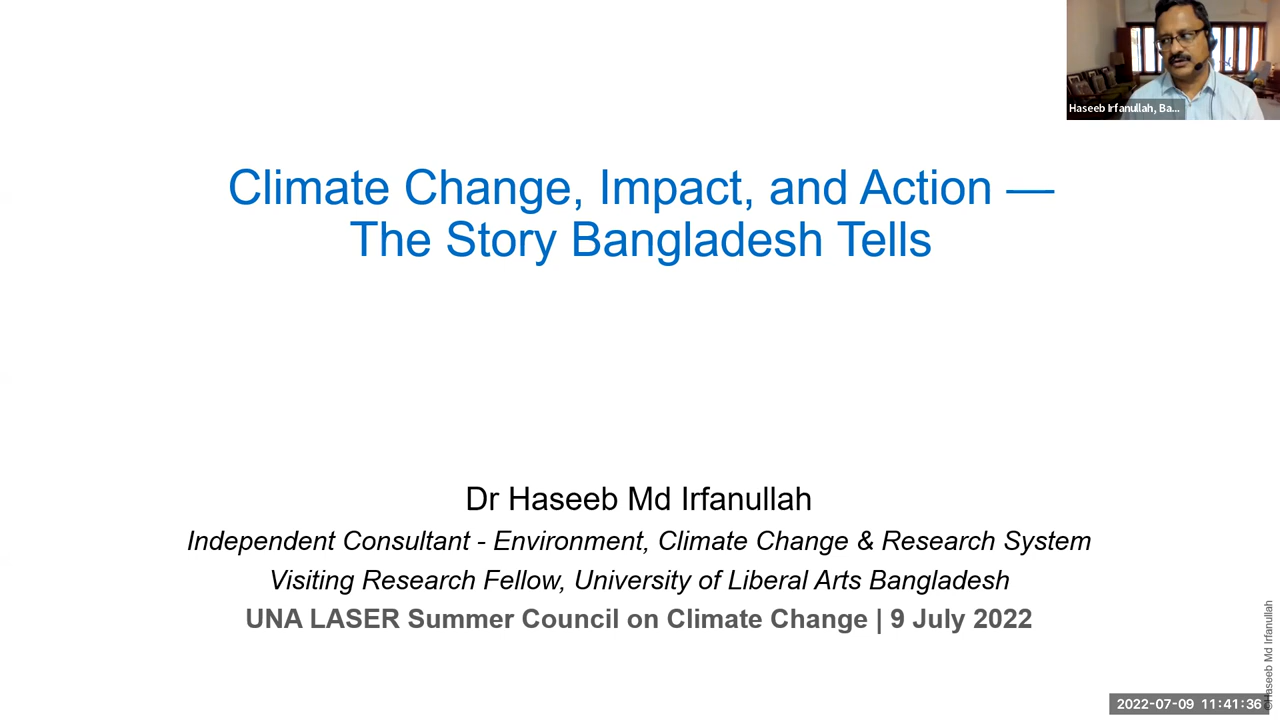 Haseeb Irfanullah, Ba...
Climate Change, Impact, and Action —
The Story Bangladesh Tells
Dr Haseeb Md Irfanullah
Independent Consultant - Environment, Climate Change & Research System
Visiting Research Fellow, University of Liberal Arts Bangladesh
UNA LASER Summer Council on Climate Change | 9 July 2022
©Haseeb Md Irfanullah
2022-07-09 11:41:36